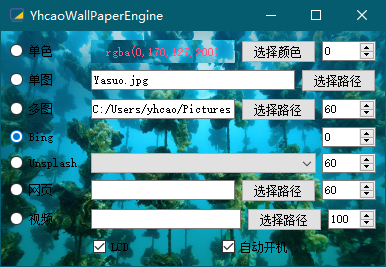 YhcaoWallPaperEngine
单色 rgba(0,170,127,200) 选择颜色 0
单图 Yasuo.jpg 选择路径
多图 C:/Users/yhcao/Pictures 选择路径 60
Bing 0
Unsplash 60
网页 选择路径 60
视频 选择路径 100
LCD 自动开机